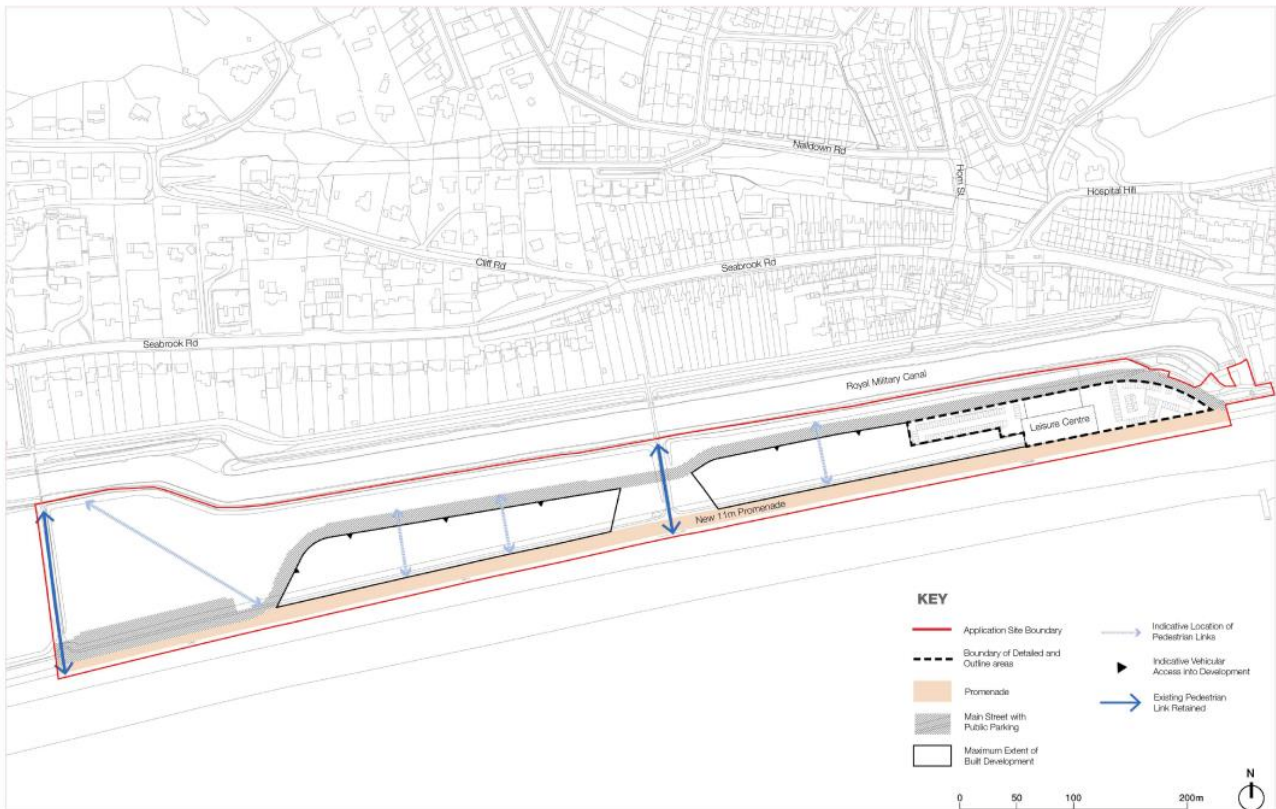 Naildown Rd
Horn St
Hospital Hill
Cliff Rd
Seabrook Rd
Seabrook Rd
Royal Military Canal
Leisure Centre
New 11m Promenade
KEY
Application Site Boundary
Boundary of Detailed and
Outline areas
Promenade
Main Street with
Public Parking
Maximum Extent of
Built Development
Indicative Location of
Pedestrian Links
Indicative Vehicular
Access into Development
Existing Pedestrian
Link Retained
N
0 50 100 200m